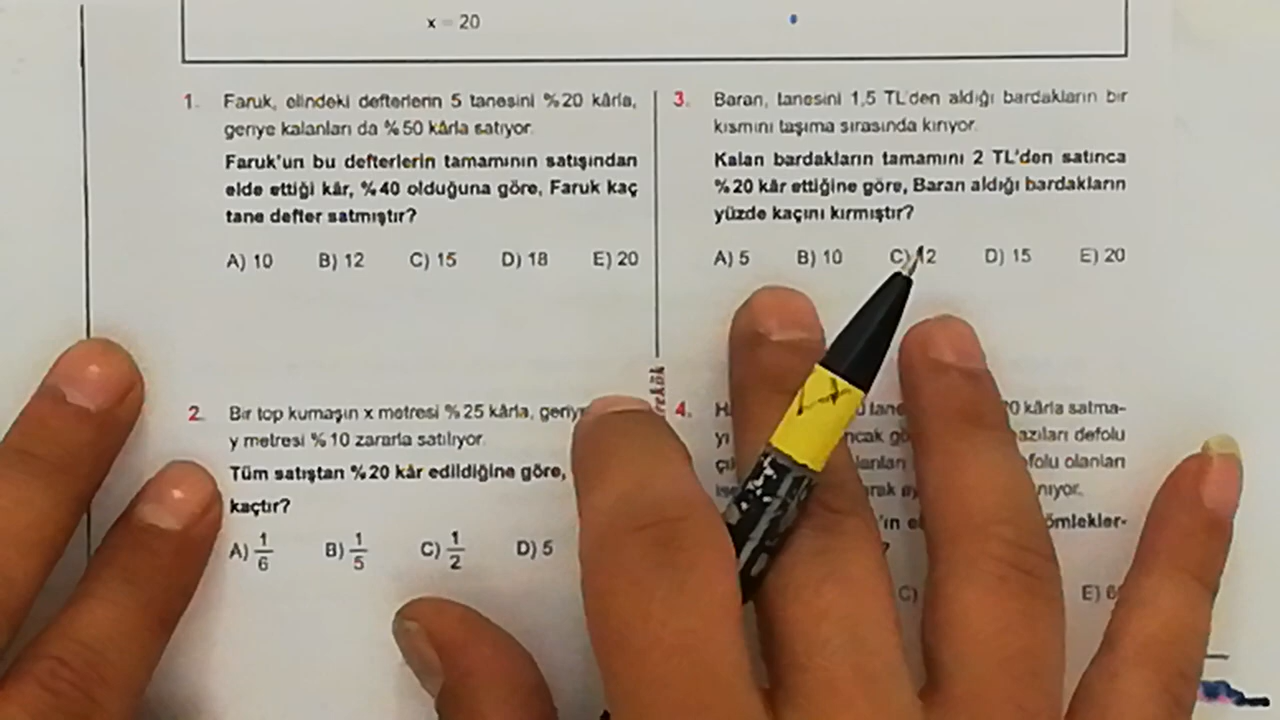 x = 20
1. Faruk, elindeki defterlerin 5 tanesini %20 kârla,
geriye kalanları da %50 kârla satıyor.
Faruk'un bu defterlerin tamamının satışından
elde ettiği kâr, %40 olduğuna göre, Faruk kaç
tane defter satmıştır?
A) 10 B) 12 C) 15 D) 18 E) 20
2. Bir top kumaşın x metresi %25 kârla,
y metresi %10 zararla satılıyor.
Tüm satıştan %20 kâr edildiğine göre,
kaçtır?
A) 1/6 B) 1/5 C) 1/2 D) 5
3. Baran, tanesini 1,5 TL'den aldığı bardakların bir
kısmını taşıma sırasında kırıyor.
Kalan bardakların tamamını 2 TL'den satınca
%20 kâr ettiğine göre, Baran aldığı bardakların
yüzde kaçını kırmıştır?
A) 5 B) 10 C) 12 D) 15 E) 20
4. kârla satma-
defolu
olanları
C) E)